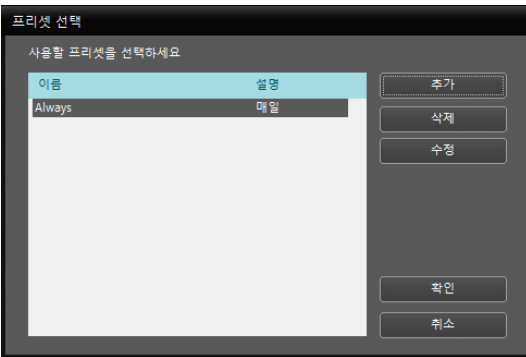 프리셋 선택
사용할 프리셋을 선택하세요
이름 설명
Always 매일
추가
삭제
수정
확인
취소